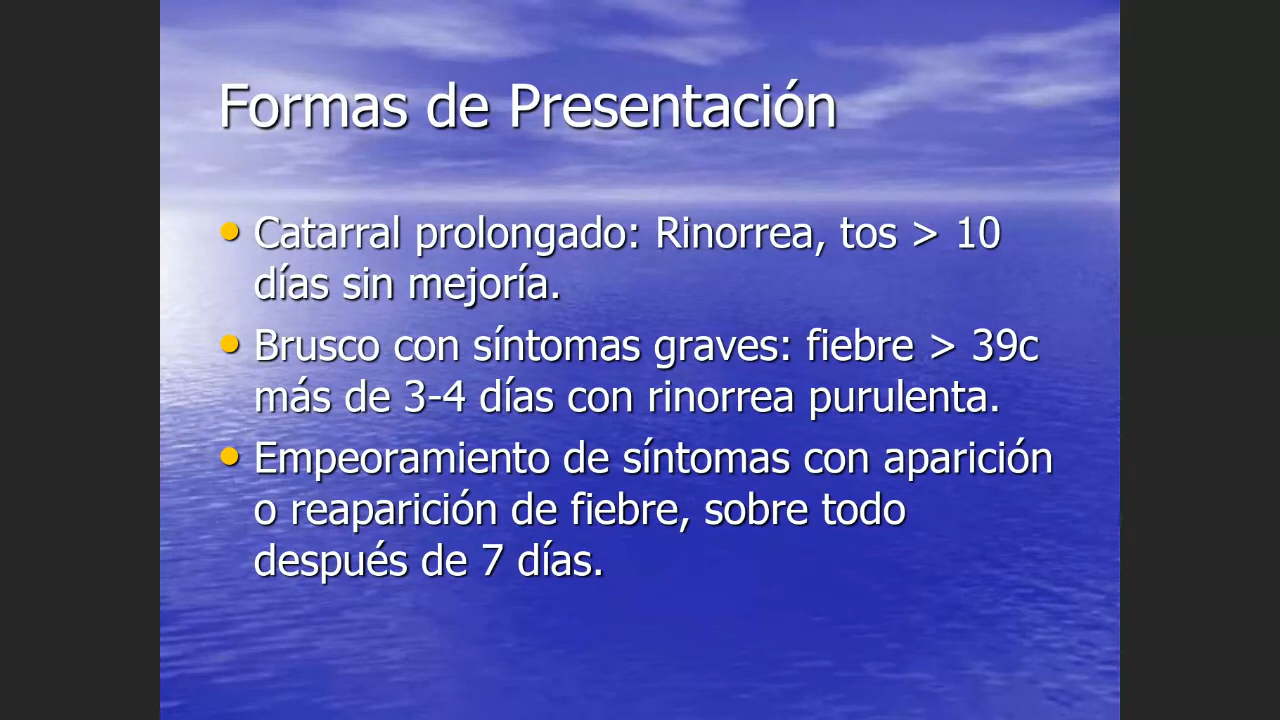 Formas de Presentación
• Catarral prolongado: Rinorrea, tos > 10
días sin mejoría.
• Brusco con síntomas graves: fiebre > 39c
más de 3-4 días con rinorrea purulenta.
• Empeoramiento de síntomas con aparición
o reaparición de fiebre, sobre todo
después de 7 días.